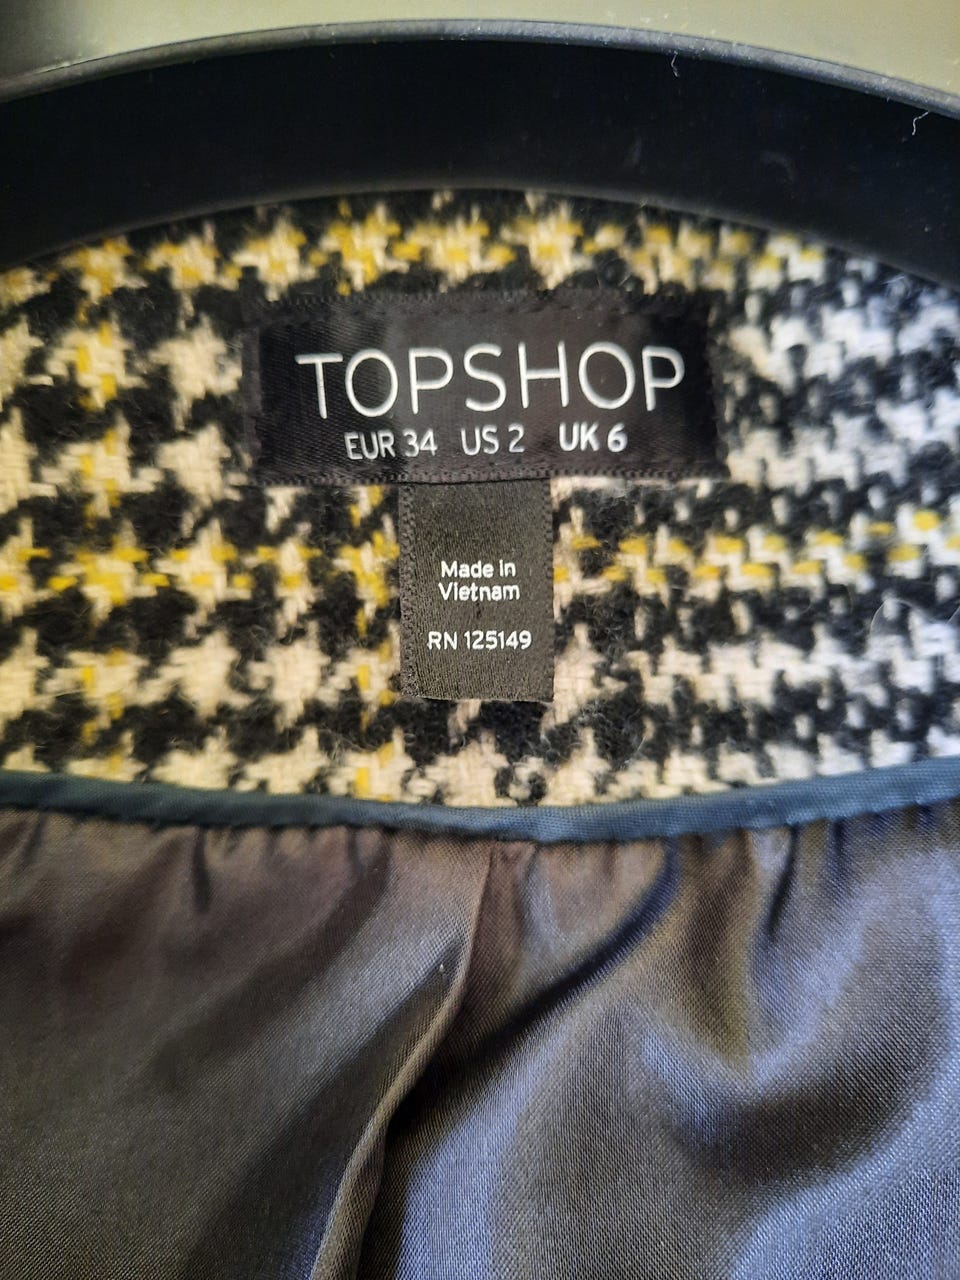 TOPSHOP
EUR 34 US 2 UK 6
Made in
Vietnam
RN 125149